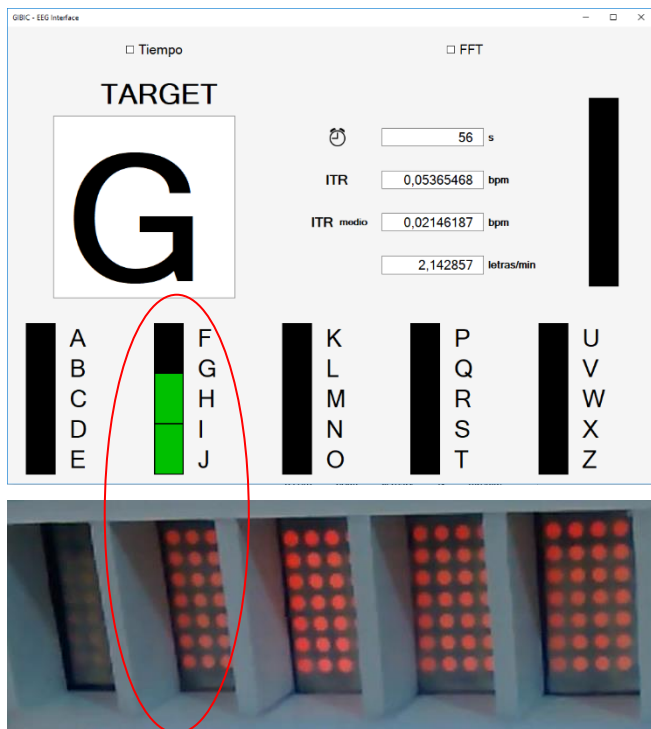 GIBIC - EEG Interface
Tiempo
FFT
TARGET
G
56 s
ITR 0,05365468 bpm
ITR medio 0,02146187 bpm
2,142857 letras/min
A F K P U
B G L Q V
C H M R W
D I N S X
E J O T Z